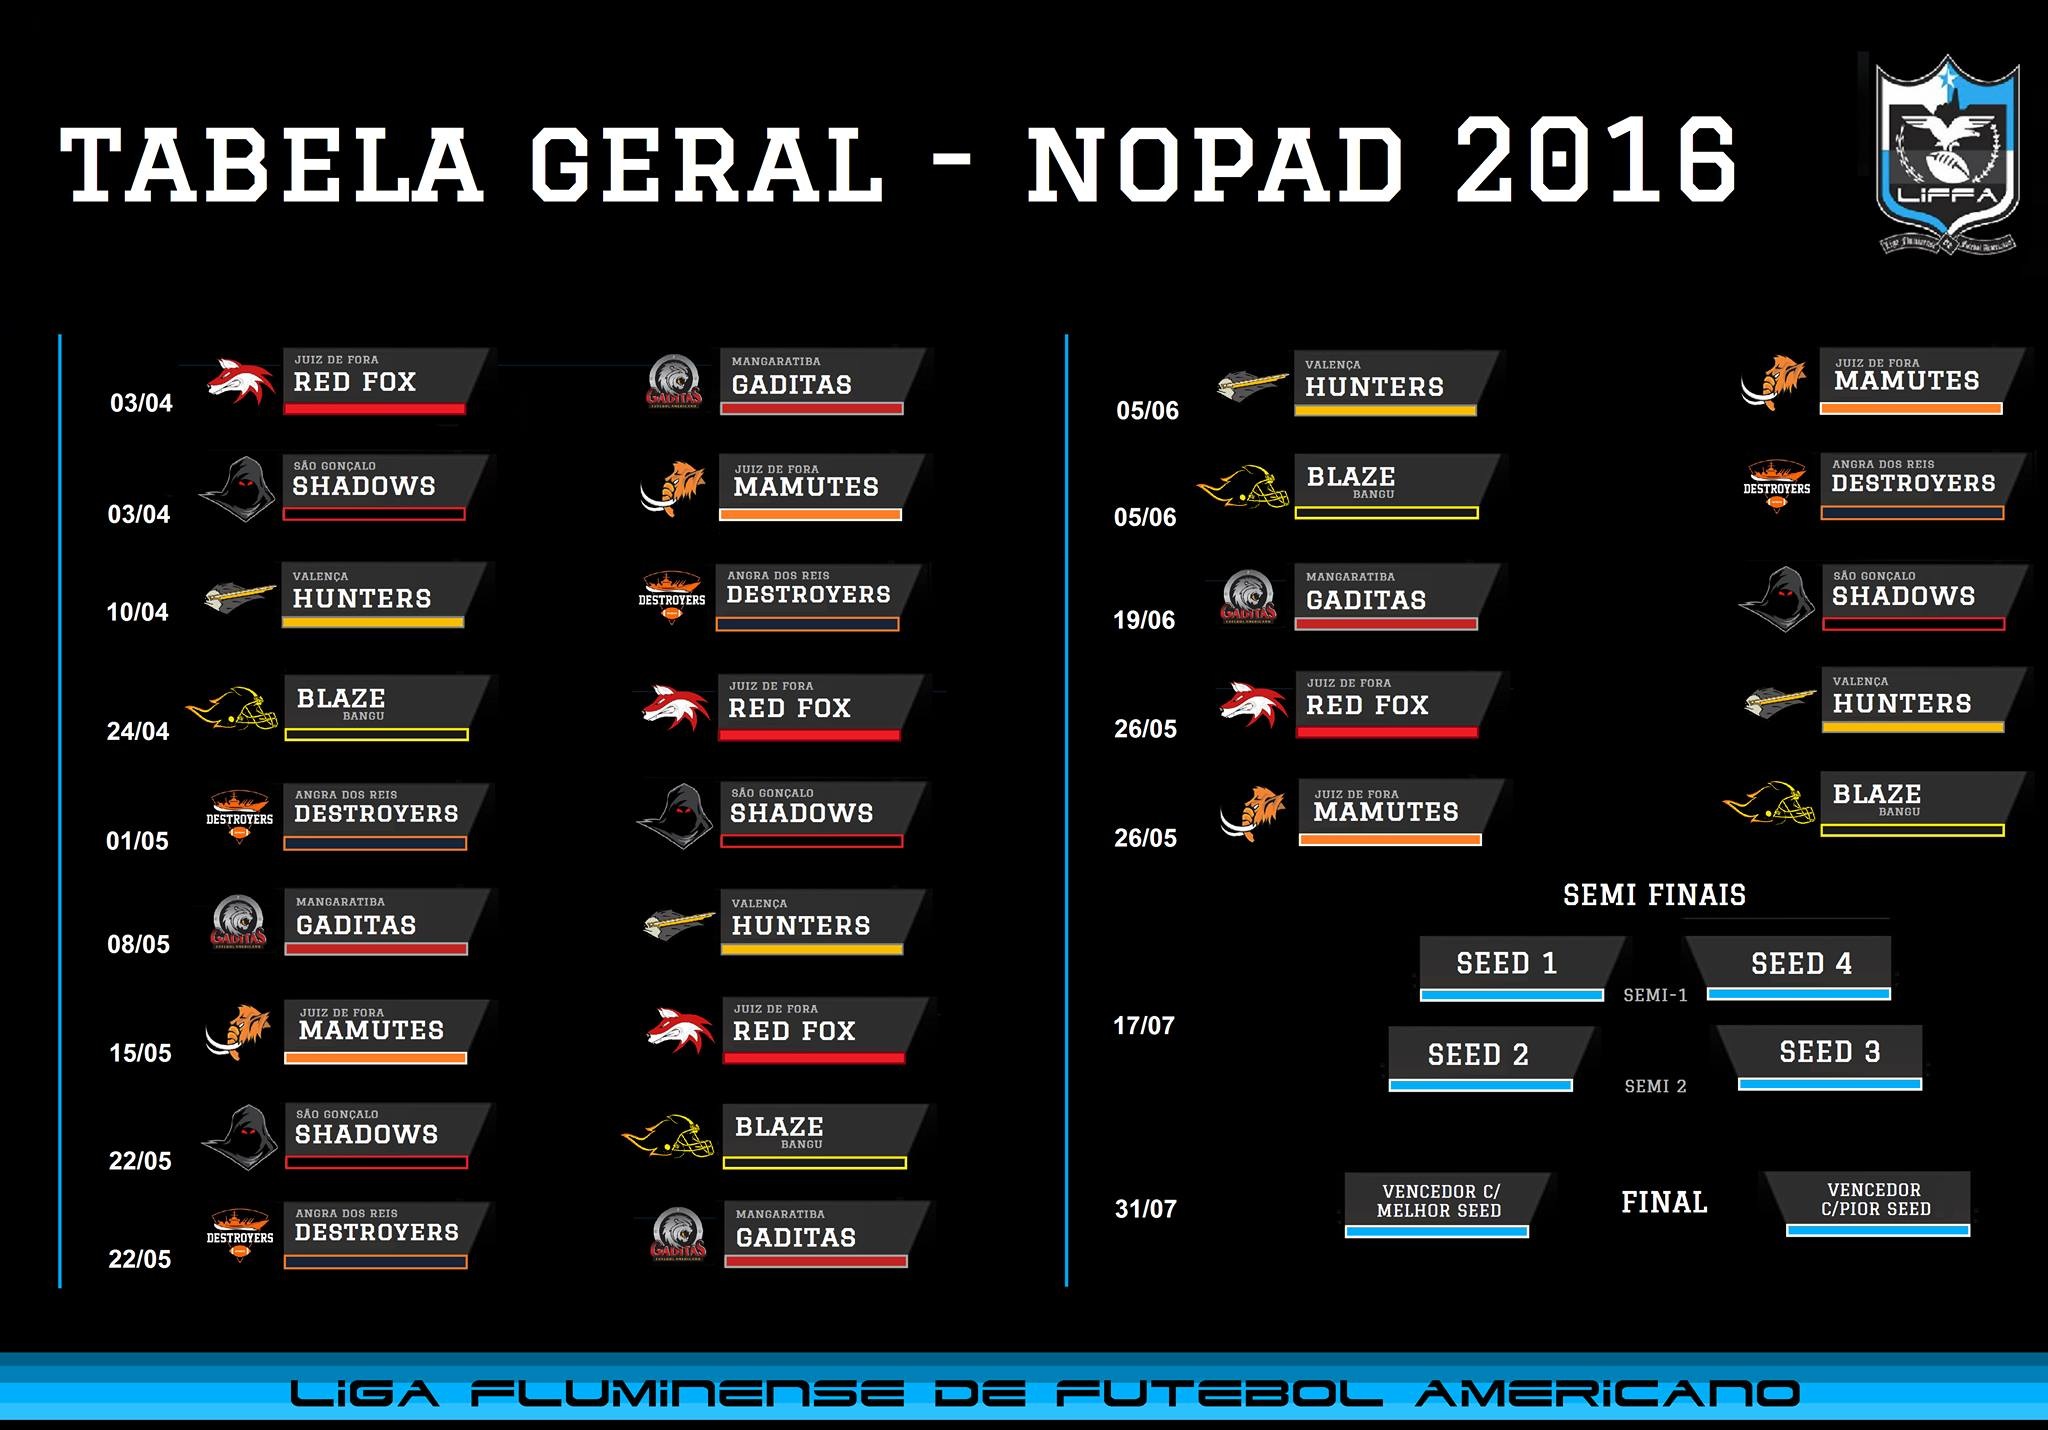 TABELA GERAL - NOPAD 2016
LIFFA
03/04
JUIZ DE FORA
RED FOX
GADITAS
MANGARATIBA
GADITAS
03/04
SÃO GONÇALO
SHADOWS
JUIZ DE FORA
MAMUTES
10/04
VALENÇA
HUNTERS
DESTROYERS
ANGRA DOS REIS
DESTROYERS
24/04
BLAZE
BANGU
JUIZ DE FORA
RED FOX
01/05
DESTROYERS
ANGRA DOS REIS
DESTROYERS
SÃO GONÇALO
SHADOWS
08/05
GADITAS
MANGARATIBA
GADITAS
VALENÇA
HUNTERS
15/05
JUIZ DE FORA
MAMUTES
JUIZ DE FORA
RED FOX
22/05
SÃO GONÇALO
SHADOWS
BLAZE
BANGU
22/05
DESTROYERS
ANGRA DOS REIS
DESTROYERS
GADITAS
MANGARATIBA
GADITAS
05/06
VALENÇA
HUNTERS
JUIZ DE FORA
MAMUTES
05/06
BLAZE
BANGU
DESTROYERS
ANGRA DOS REIS
DESTROYERS
19/06
GADITAS
MANGARATIBA
GADITAS
SÃO GONÇALO
SHADOWS
26/05
JUIZ DE FORA
RED FOX
VALENÇA
HUNTERS
26/05
JUIZ DE FORA
MAMUTES
BLAZE
BANGU
SEMI FINAIS
17/07
SEED 1
SEMI-1
SEED 4
SEED 2
SEMI 2
SEED 3
31/07
VENCEDOR C/
MELHOR SEED
FINAL
VENCEDOR
C/PIOR SEED
LIGA FLUMINENSE DE FUTEBOL AMERICANO